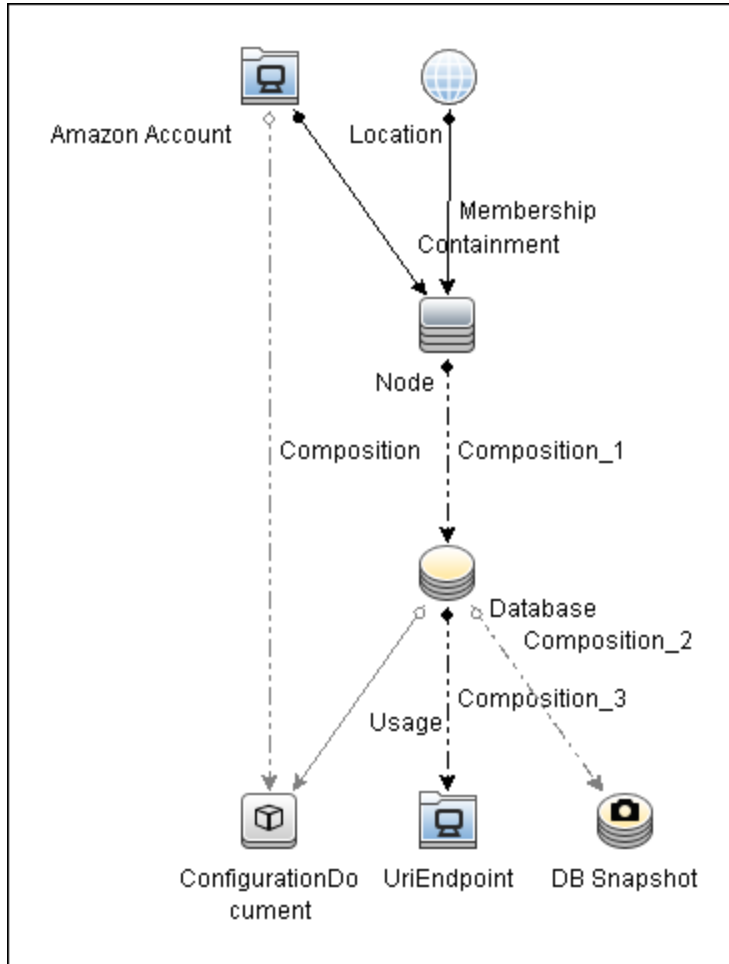 Amazon Account
Location
Membership
Containment
Node
Composition
Composition_1
Database
Composition_2
Composition_3
Usage
ConfigurationDo
cument
UriEndpoint
DB Snapshot